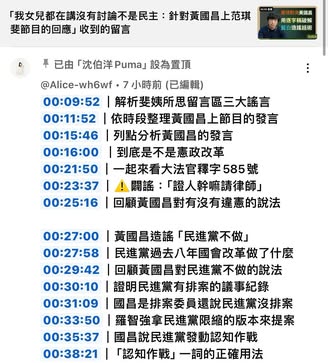 「我女兒都在講沒有討論不是民主：針對黃國昌上范琪
斐節目的回應」收到的留言
已由「沈伯洋 Puma」設為置頂
@Alice-wh6wf • 7 小時前 (已編輯)
00:09:52 | 解析斐姨所思留言區三大謠言
00:11:52 | 依時段整理黃國昌上節目的發言
00:15:46 | 列點分析黃國昌的發言
00:16:00 | 到底是不是憲政改革
00:21:50 | 一起來看大法官釋字 585 號
00:23:37 | ⚠️ 闢謠：「證人幹嘛請律師」
00:25:16 | 回顧黃國昌對有沒有違憲的說法
00:27:00 | 黃國昌造謠「民進黨不做」
00:27:58 | 民進黨過去八年國會改革做了什麼
00:29:42 | 回顧黃國昌對民進黨不做的說法
00:30:10 | 證明民進黨有排案的議事紀錄
00:31:09 | 國昌是排案委員還說民進黨沒排案
00:33:50 | 羅智強拿民進黨限縮的版本來提案
00:35:37 | 國昌說民進黨發動認知作戰
00:38:21 | 「認知作戰」一詞的正確用法